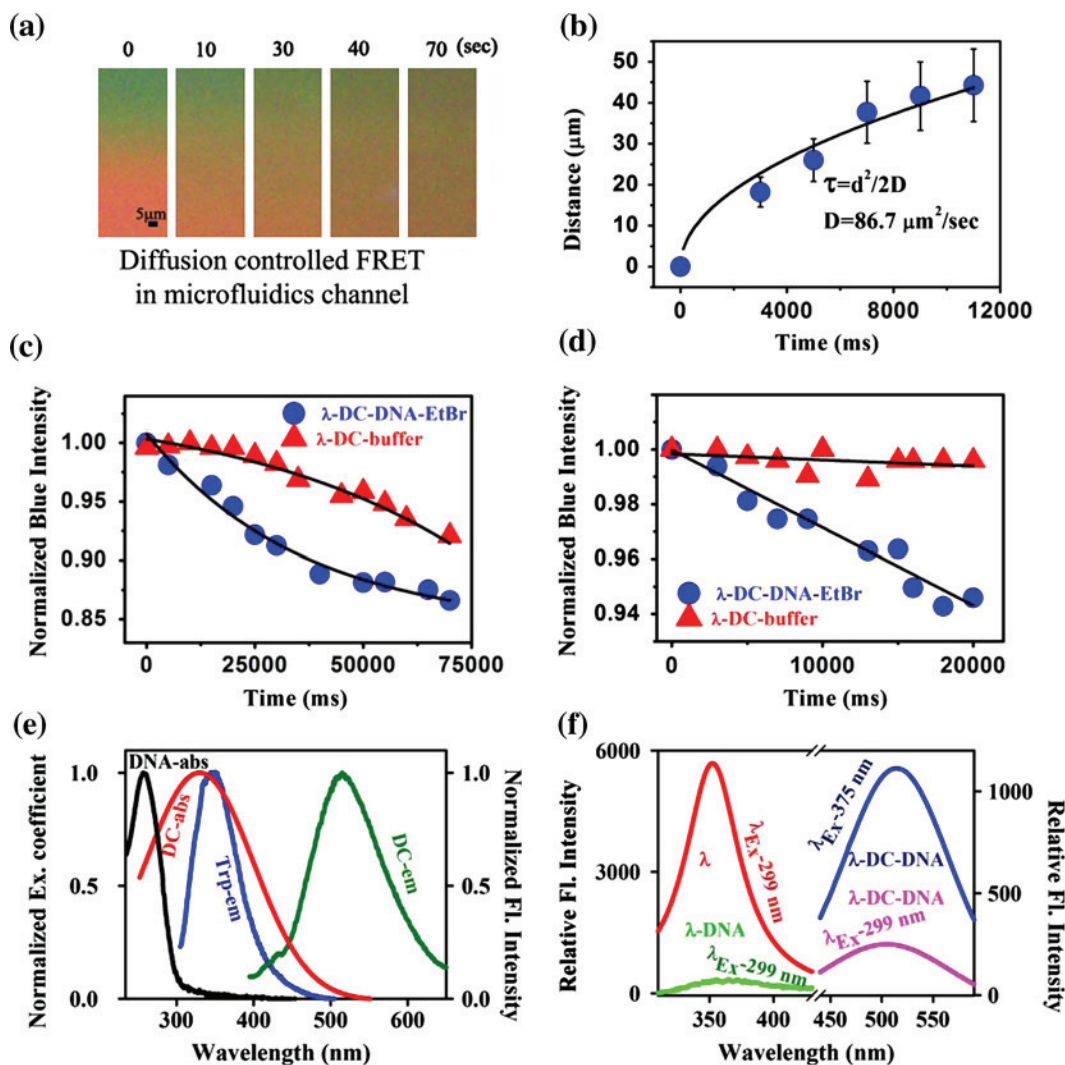 (a)
0 10 30 40 70 (sec)
5μm
Diffusion controlled FRET
in microfluidics channel
(b)
Distance (μm)
50
40
30
20
10
0
τ=d²/2D
D=86.7 μm²/sec
0 4000 8000 12000
Time (ms)
(c)
Normalized Blue Intensity
1.00
0.95
0.90
0.85
λ-DC-DNA-EtBr
λ-DC-buffer
0 25000 50000 75000
Time (ms)
(d)
Normalized Blue Intensity
1.00
0.98
0.96
0.94
λ-DC-DNA-EtBr
λ-DC-buffer
0 10000 20000
Time (ms)
(e)
Normalized Ex. coefficient
1.0
0.5
0.0
DNA-abs
DC-abs
Trp-em
DC-em
1.0
0.5
0.0
Normalized Fl. Intensity
300 400 500 600
Wavelength (nm)
(f)
Relative Fl. Intensity
6000
3000
0
λ
λEx-299 nm
λ-DNA
λEx-299 nm
λEx-375 nm
λ-DC-DNA
λ-DC-DNA
λEx-299 nm
1000
500
0
Relative Fl. Intensity
350 400 450 500 550
Wavelength (nm)